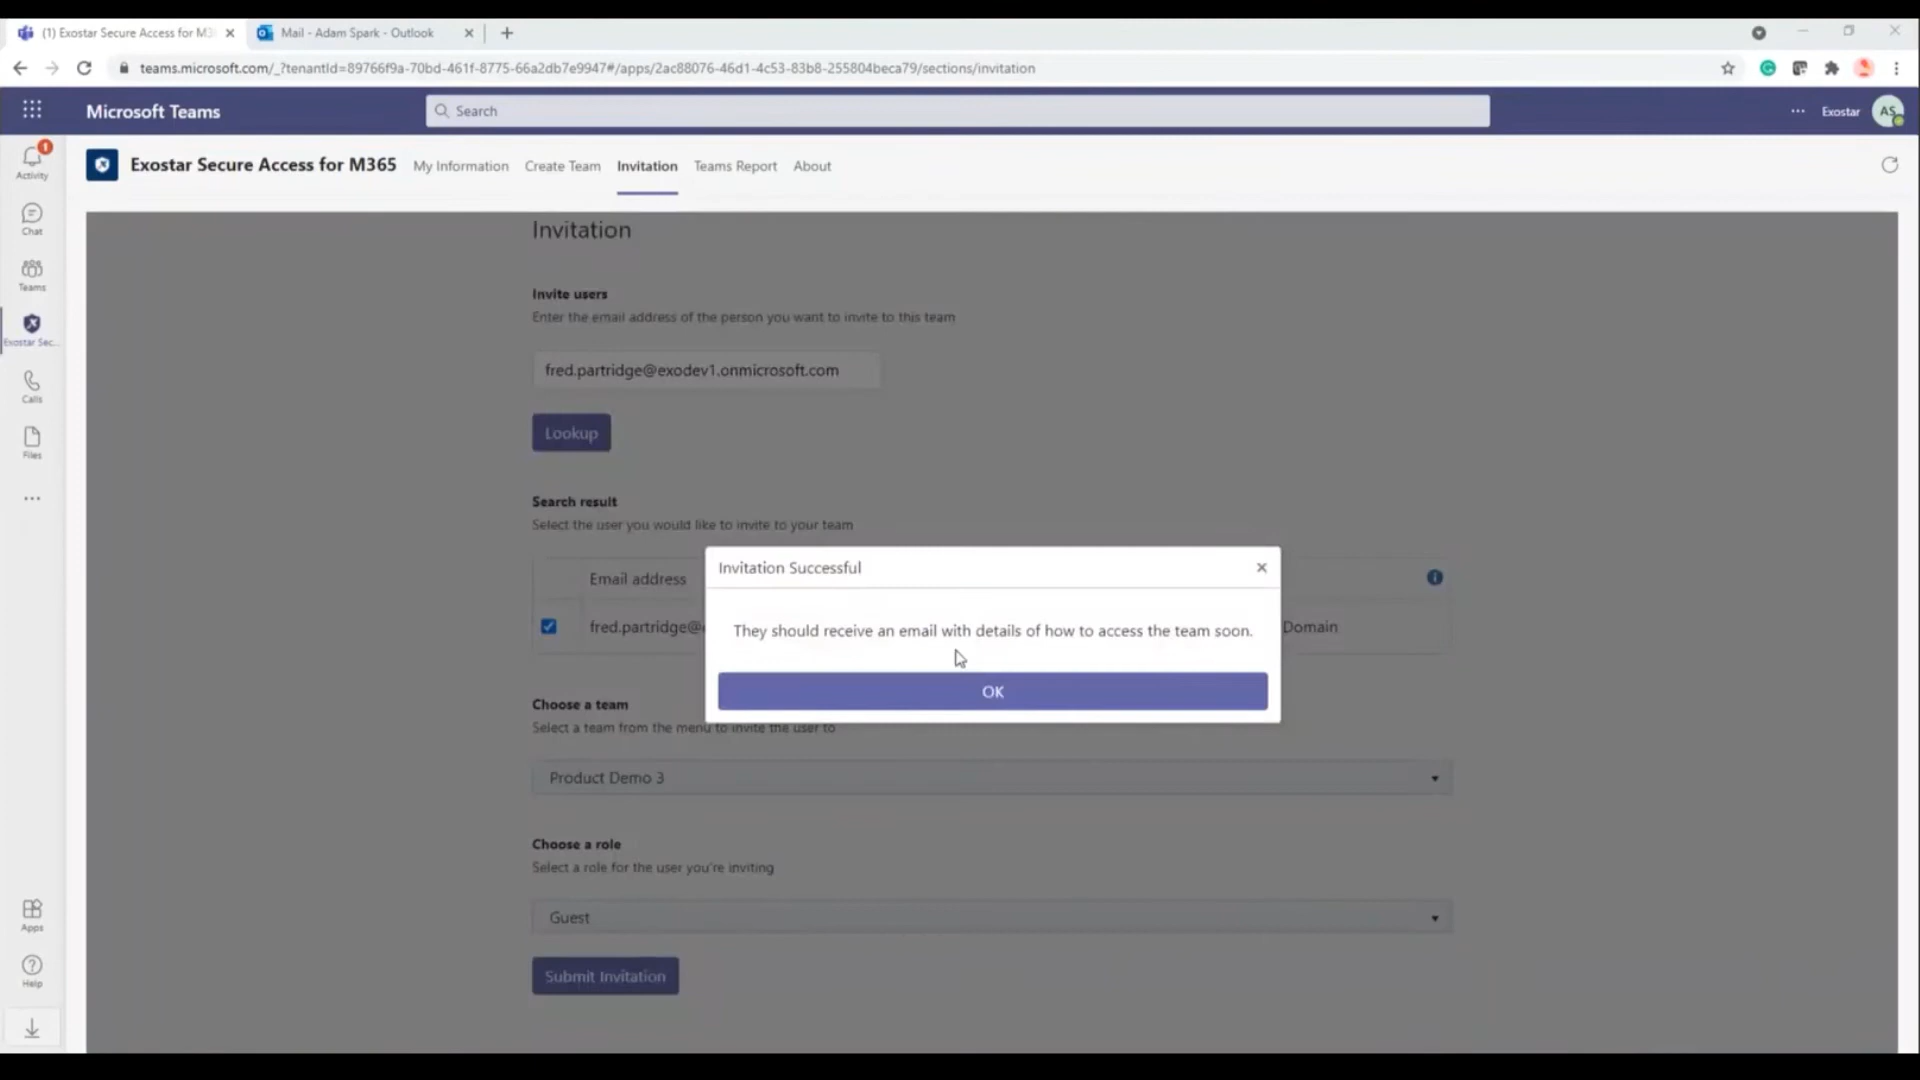 (1) Exostar Secure Access for M3
Mail - Adam Spark - Outlook
teams.microsoft.com/_?tenantId=89766f9a-70bd-461f-8775-66a2db7e9947#/apps/2ac88076-46d1-4c53-83b8-255804beca79/sections/invitation
Microsoft Teams
Search
Exostar
AS
1
Activity
Chat
Teams
Exostar Sec...
Calls
Files
Apps
Help
Exostar Secure Access for M365
My Information
Create Team
Invitation
Teams Report
About
Invitation
Invite users
Enter the email address of the person you want to invite to this team
fred.partridge@exodev1.onmicrosoft.com
Lookup
Search result
Select the user you would like to invite to your team
Email address
fred.partridge@
Domain
Invitation Successful
They should receive an email with details of how to access the team soon.
OK
Choose a team
Select a team from the menu to invite the user to
Product Demo 3
Choose a role
Select a role for the user you're inviting
Guest
Submit Invitation